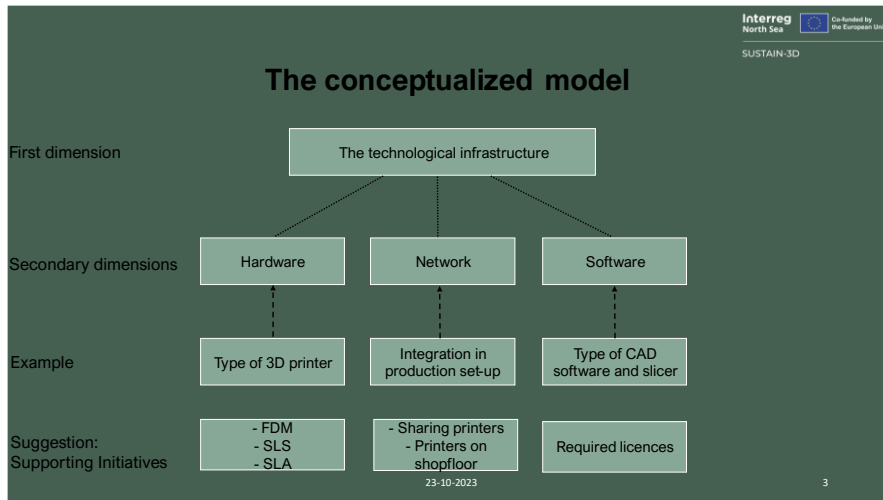 Interreg
North Sea
Co-funded by
the European Uni
SUSTAIN-3D
The conceptualized model
First dimension
The technological infrastructure
Secondary dimensions
Hardware
Network
Software
Example
Type of 3D printer
Integration in
production set-up
Type of CAD
software and slicer
Suggestion:
Supporting Initiatives
- FDM
- SLS
- SLA
- Sharing printers
- Printers on
shopfloor
Required licences
23-10-2023
3